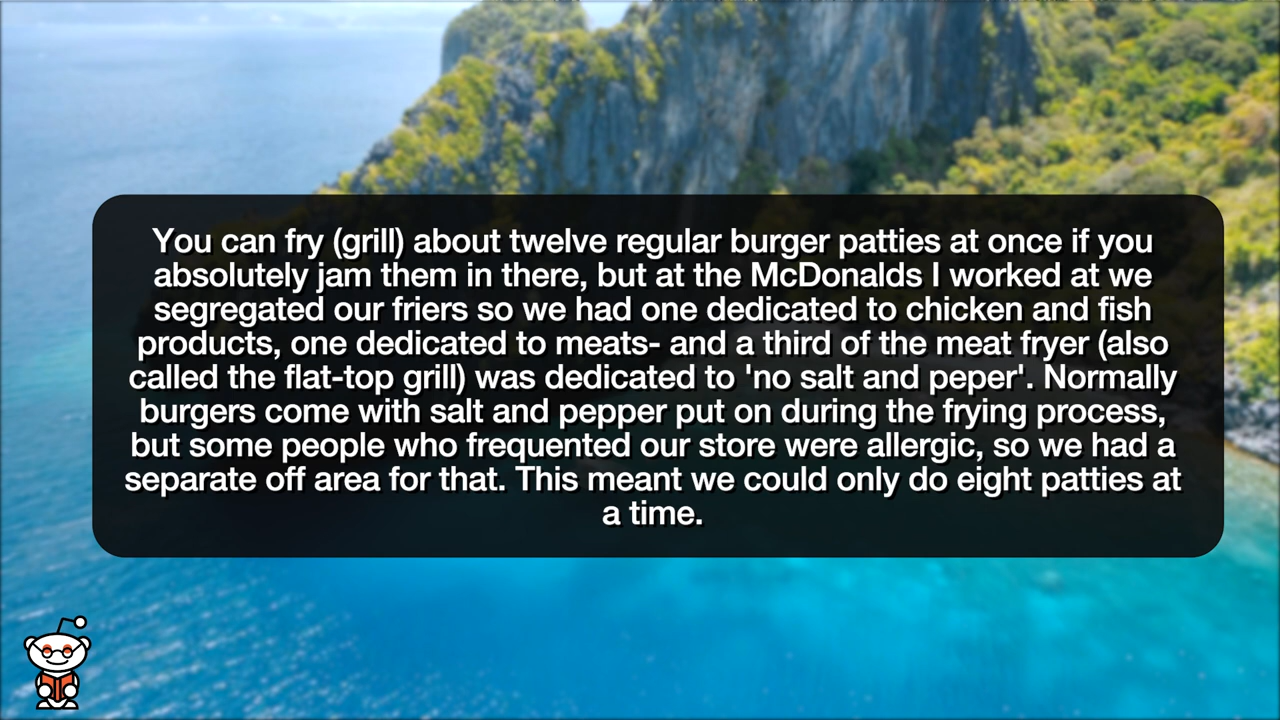 You can fry (grill) about twelve regular burger patties at once if you
absolutely jam them in there, but at the McDonalds I worked at we
segregated our friers so we had one dedicated to chicken and fish
products, one dedicated to meats- and a third of the meat fryer (also
called the flat-top grill) was dedicated to 'no salt and peper'. Normally
burgers come with salt and pepper put on during the frying process,
but some people who frequented our store were allergic, so we had a
separate off area for that. This meant we could only do eight patties at
a time.